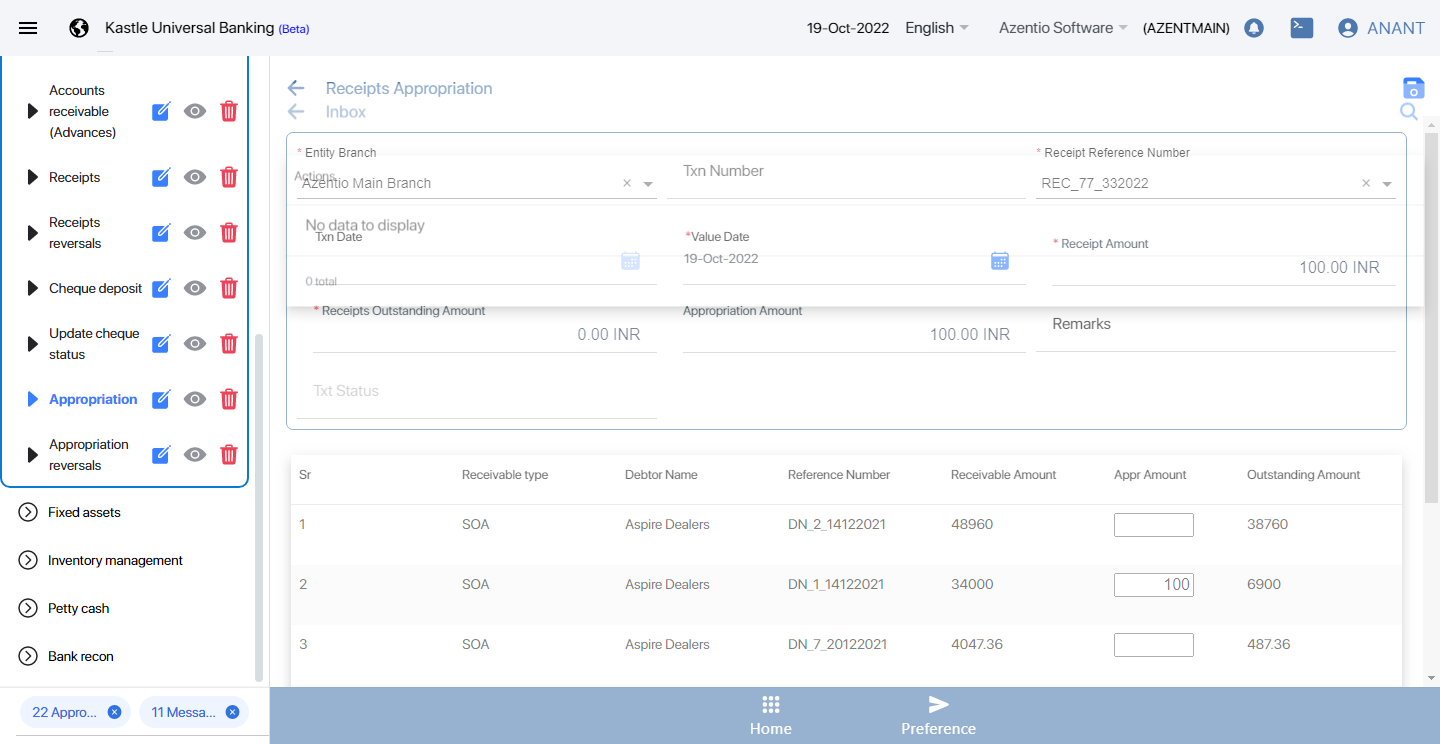 Kastle Universal Banking (Beta)
19-Oct-2022
English
Azentio Software
(AZENTMAIN)
ANANT
Accounts
receivable
(Advances)
Receipts
Receipts
reversals
Cheque deposit
Update cheque
status
Appropriation
Appropriation
reversals
Fixed assets
Inventory management
Petty cash
Bank recon
22 Appro...
11 Messa...
Receipts Appropriation
Inbox
* Entity Branch
Azentio Main Branch
Actions
Txn Number
* Receipt Reference Number
REC_77_332022
No data to display
Txn Date
*Value Date
19-Oct-2022
* Receipt Amount
100.00 INR
0 total
* Receipts Outstanding Amount
0.00 INR
Appropriation Amount
100.00 INR
Remarks
Txt Status
Sr Receivable type Debtor Name Reference Number Receivable Amount Appr Amount Outstanding Amount
1 SOA Aspire Dealers DN_2_14122021 48960 38760
2 SOA Aspire Dealers DN_1_14122021 34000 100 6900
3 SOA Aspire Dealers DN_7_20122021 4047.36 487.36
Home
Preference